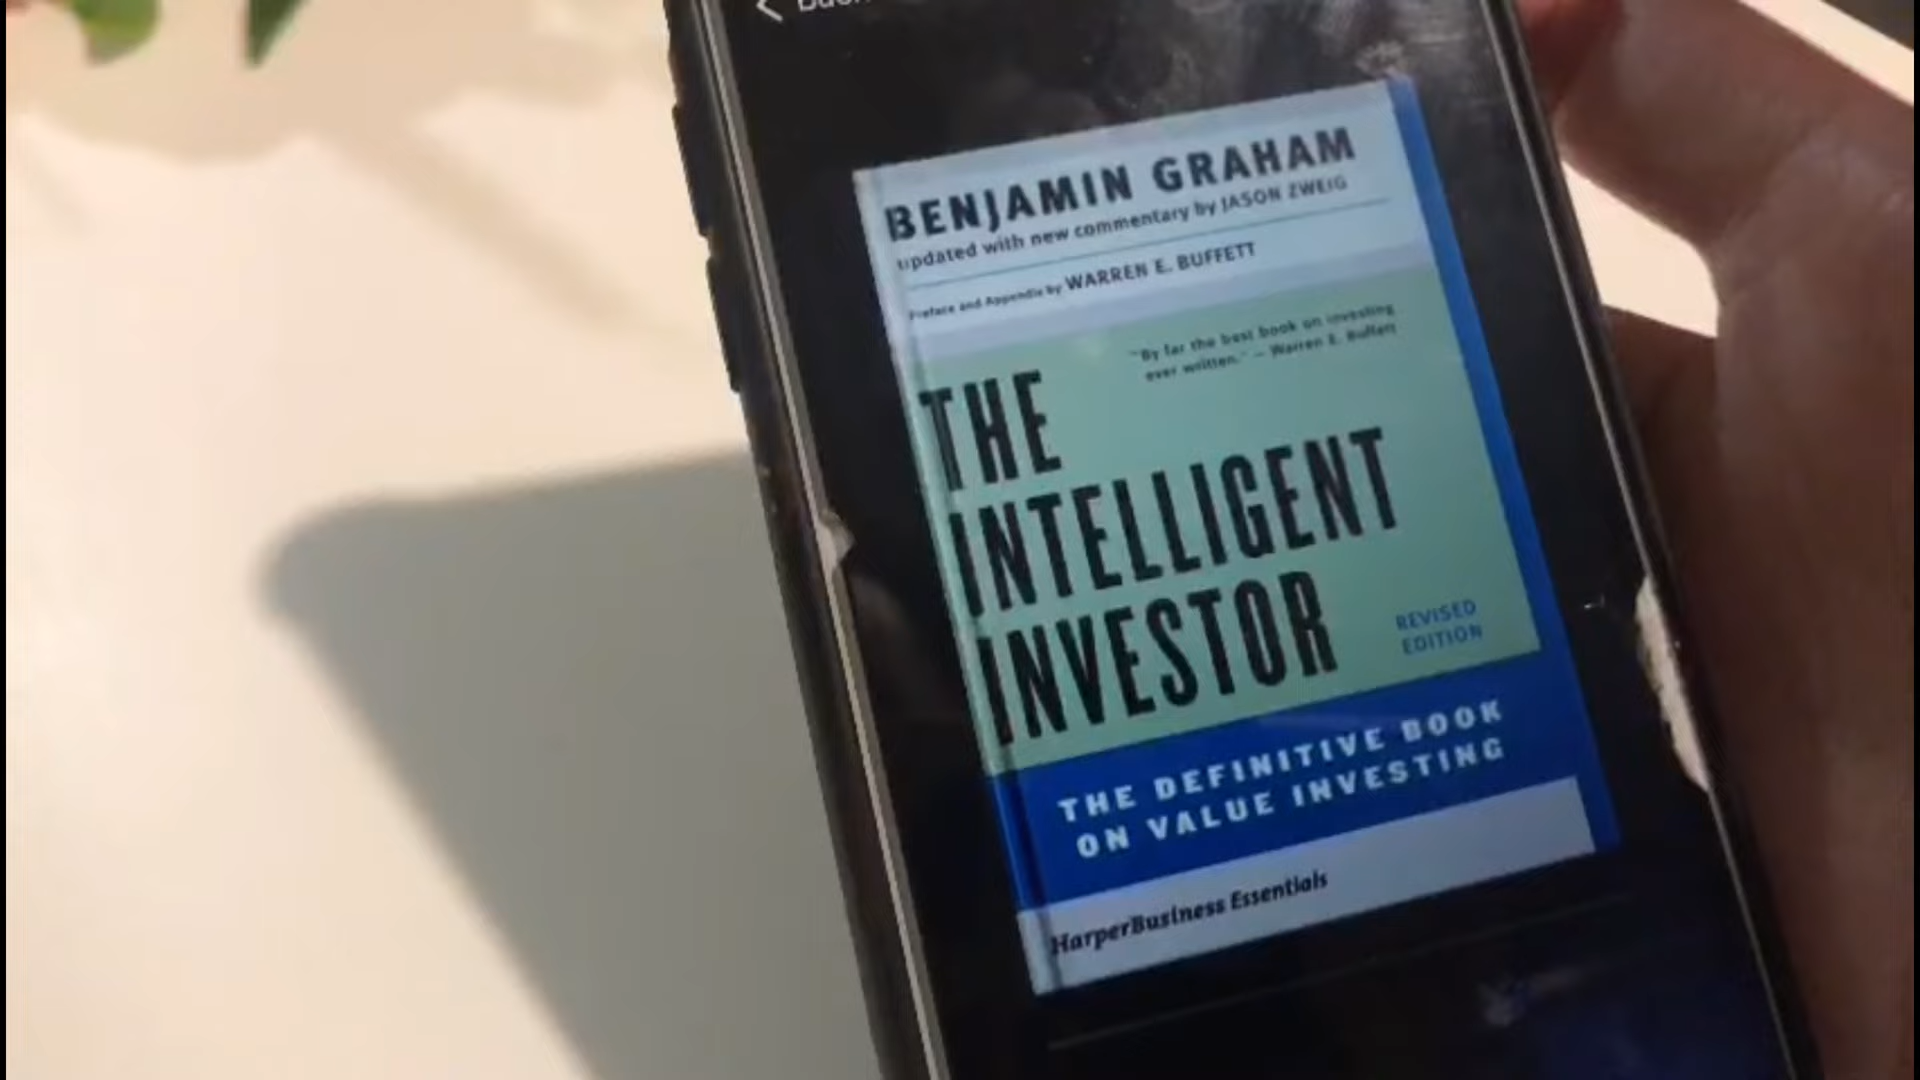 BENJAMIN GRAHAM
updated with new commentary by JASON ZWEIG
Preface and Appendix by WARREN E. BUFFETT
"By far the best book on investing
ever written." — Warren E. Buffett
THE
INTELLIGENT
INVESTOR
REVISED
EDITION
THE DEFINITIVE BOOK
ON VALUE INVESTING
HarperBusiness Essentials